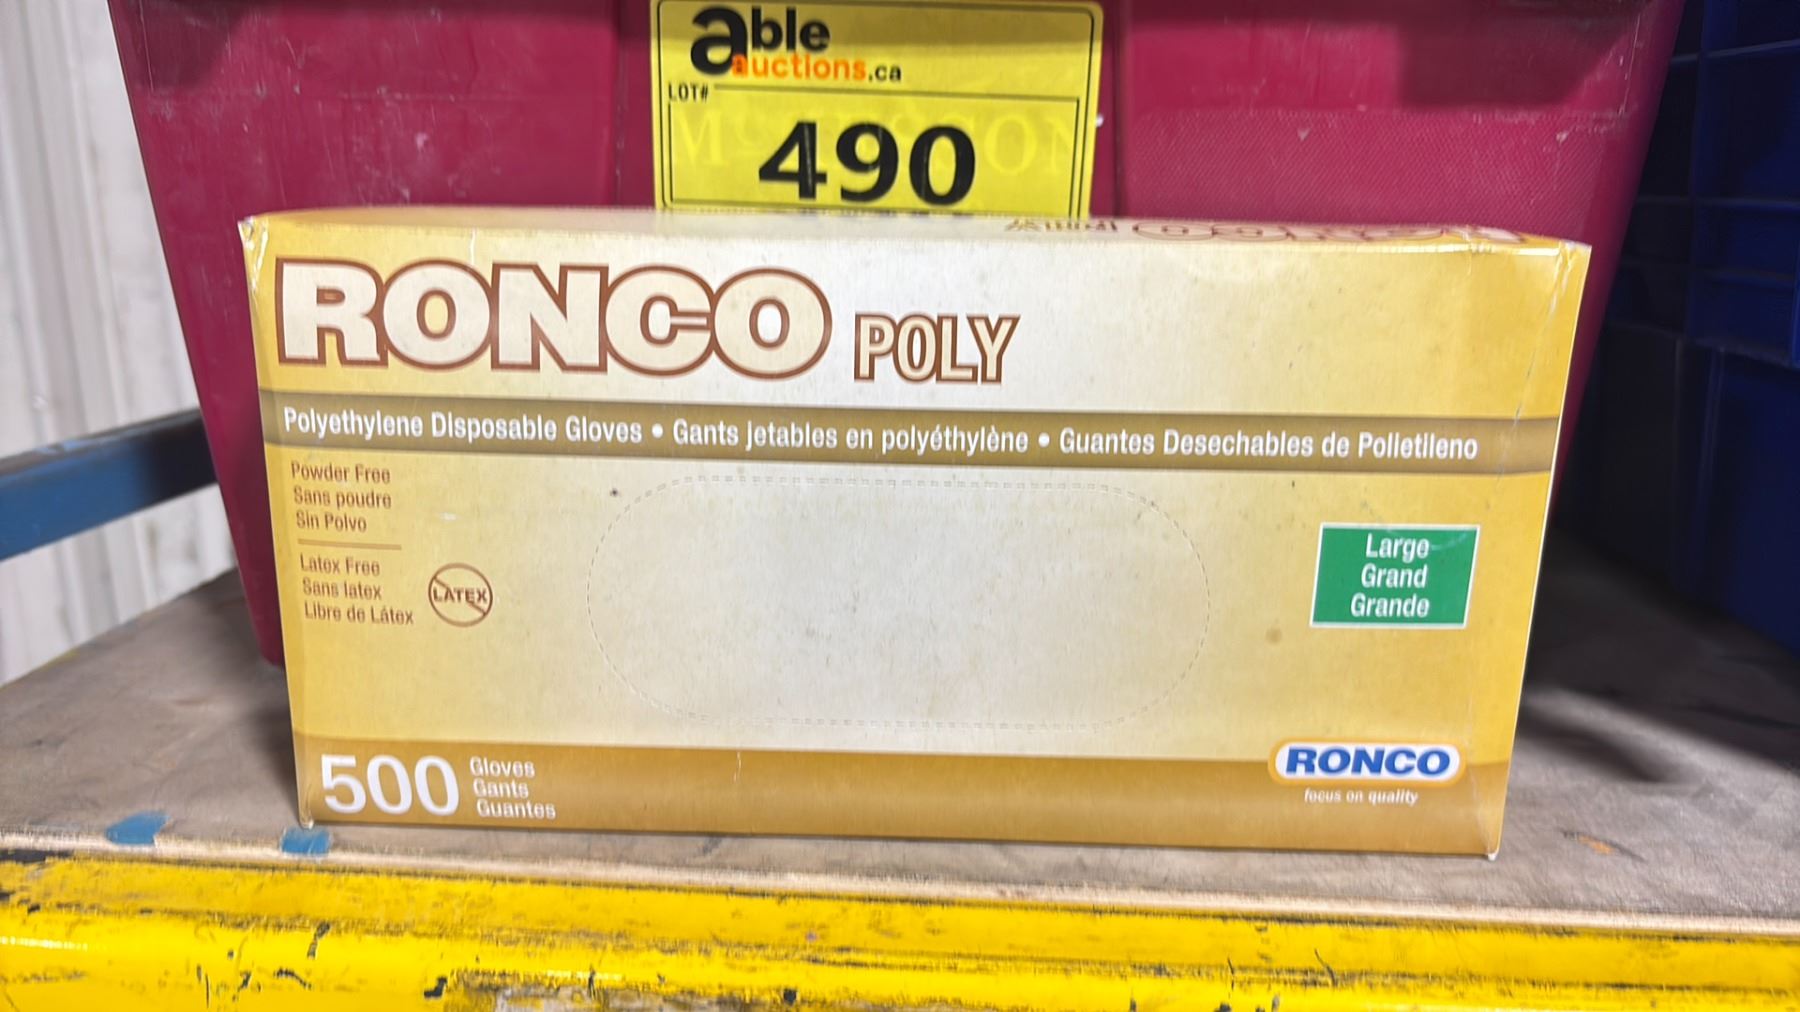 able
auctions.ca
LOT#
490
RONCO POLY
Polyethylene Disposable Gloves • Gants jetables en polyéthylène • Guantes Desechables de Polietileno
Powder Free
Sans poudre
Sin Polvo
Latex Free
Sans latex
Libre de Látex
LATEX
Large
Grand
Grande
500
Gloves
Gants
Guantes
RONCO
focus on quality